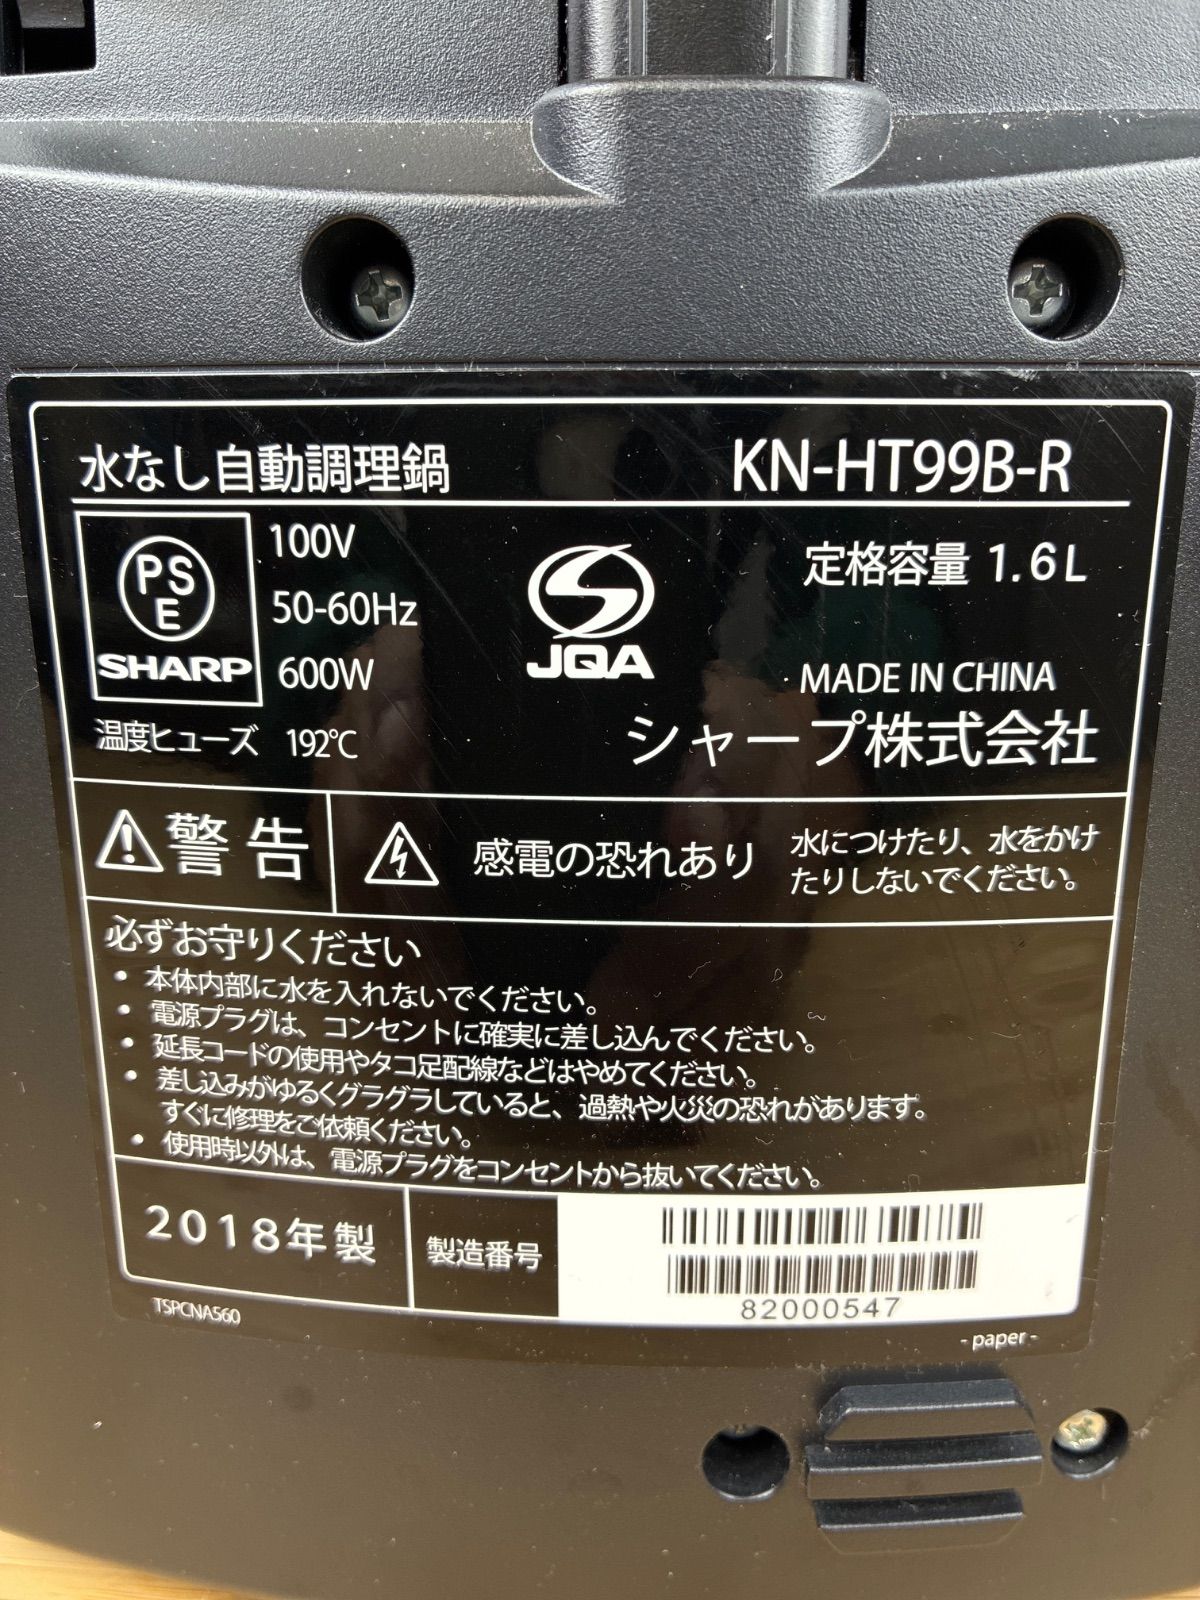 水なし自動調理鍋 KN-HT99B-R
PS
E
SHARP
100V
50-60Hz
600W
温度ヒューズ 192℃
JQA
定格容量 1.6L
MADE IN CHINA
シャープ株式会社
警告
感電の恐れあり
水につけたり、水をかけ
たりしないでください。
必ずお守りください
・本体内部に水を入れないでください。
・電源プラグは、コンセントに確実に差し込んでください。
・延長コードの使用やタコ足配線などはやめてください。
・差し込みがゆるくグラグラしていると、過熱や火災の恐れがあります。
すぐに修理をご依頼ください。
・使用時以外は、電源プラグをコンセントから抜いてください。
2018年製
製造番号
82000547
TSPCNA560
- paper -